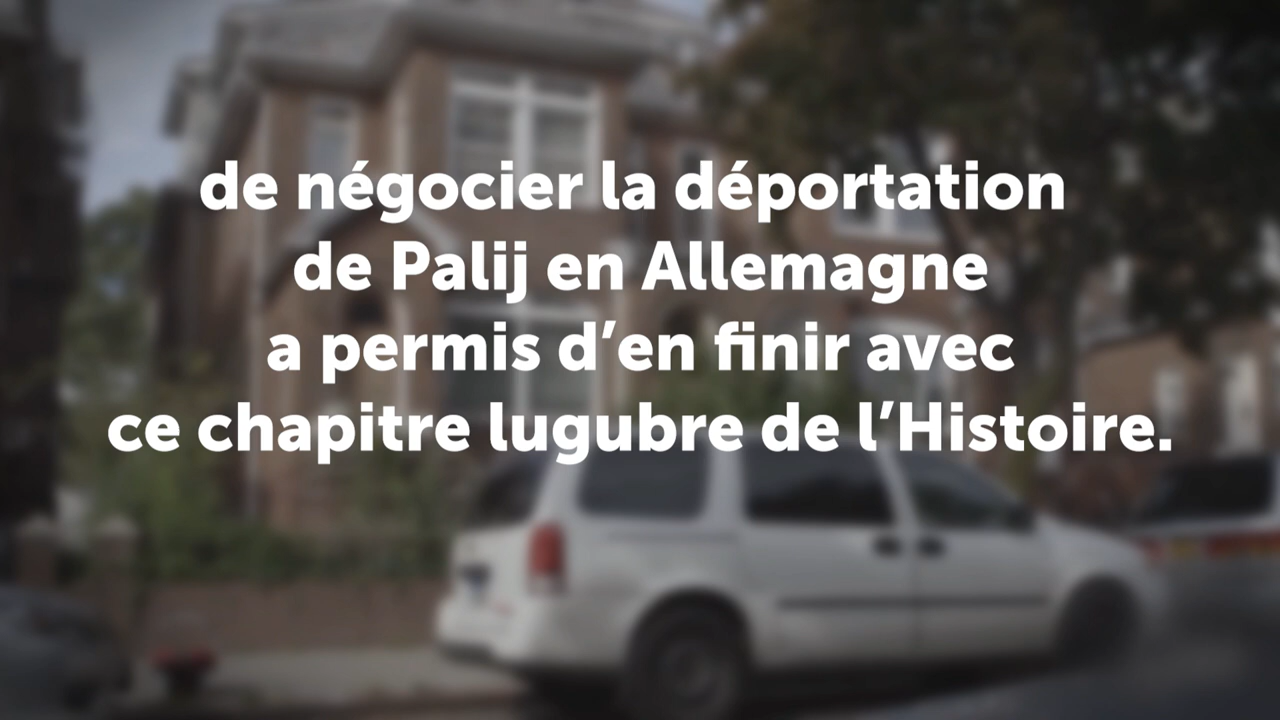 de négocier la déportation
de Palij en Allemagne
a permis d’en finir avec
ce chapitre lugubre de l’Histoire.